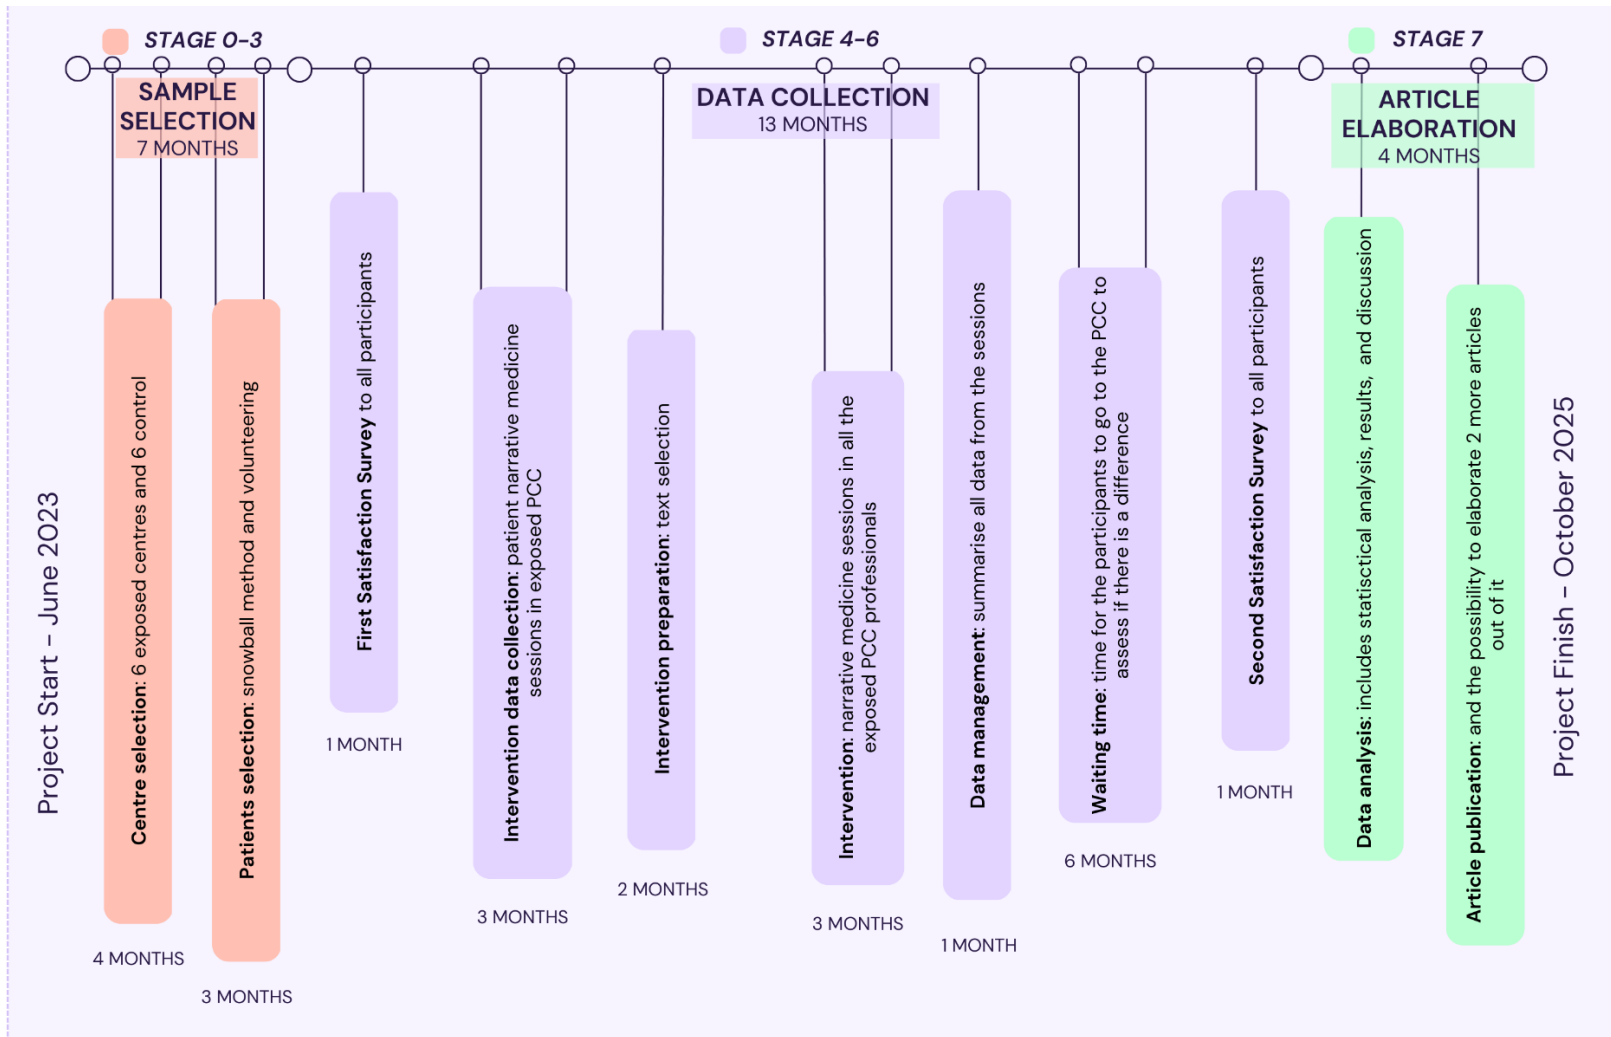 STAGE 0-3
STAGE 4-6
STAGE 7
SAMPLE
SELECTION
7 MONTHS
DATA COLLECTION
13 MONTHS
ARTICLE
ELABORATION
4 MONTHS
Project Start - June 2023
Centre selection: 6 exposed centres and 6 control
4 MONTHS
Patients selection: snowball method and volunteering
3 MONTHS
First Satisfaction Survey to all participants
1 MONTH
Intervention data collection: patient narrative medicine
sessions in exposed PCC
3 MONTHS
Intervention preparation: text selection
2 MONTHS
Intervention: narrative medicine sessions in all the
exposed PCC professionals
3 MONTHS
Data management: summarise all data from the sessions
1 MONTH
Waiting time: time for the participants to go to the PCC to
assess if there is a difference
6 MONTHS
Second Satisfaction Survey to all participants
1 MONTH
Data analysis: includes statisctical analysis, results, and discussion
Article publication: and the possibility to elaborate 2 more articles
out of it
Project Finish - October 2025